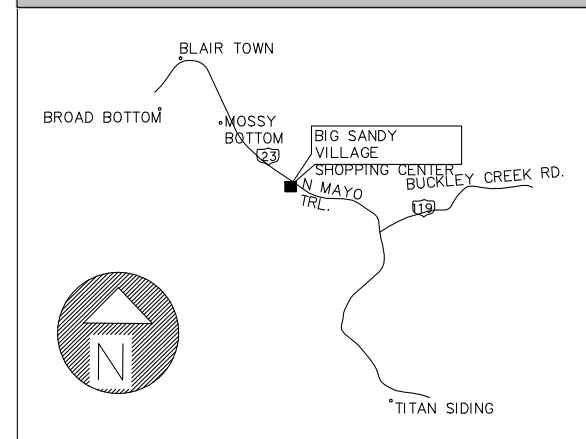 BLAIR TOWN
BROAD BOTTOM
MOSSY
BOTTOM
23
BIG SANDY
VILLAGE
SHOPPING CENTER
N MAYO
TRL.
BUCKLEY CREEK RD.
119
N
TITAN SIDING